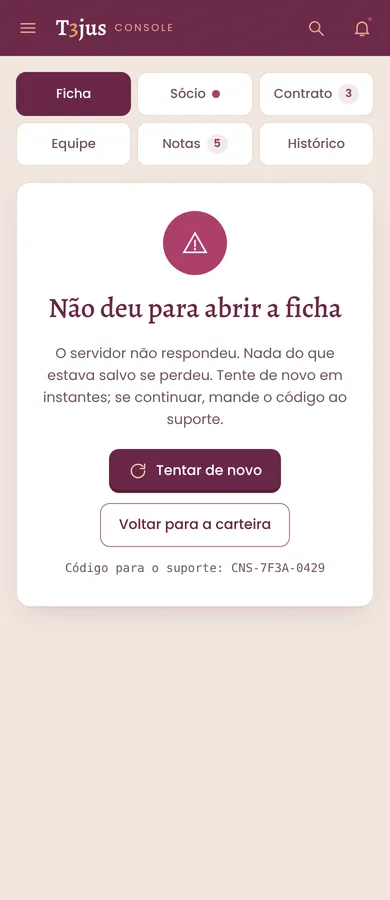 T3jus CONSOLE
Ficha
Sócio
Contrato 3
Equipe
Notas 5
Histórico
Não deu para abrir a ficha
O servidor não respondeu. Nada do que
estava salvo se perdeu. Tente de novo em
instantes; se continuar, mande o código ao
suporte.
Tentar de novo
Voltar para a carteira
Código para o suporte: CNS-7F3A-0429